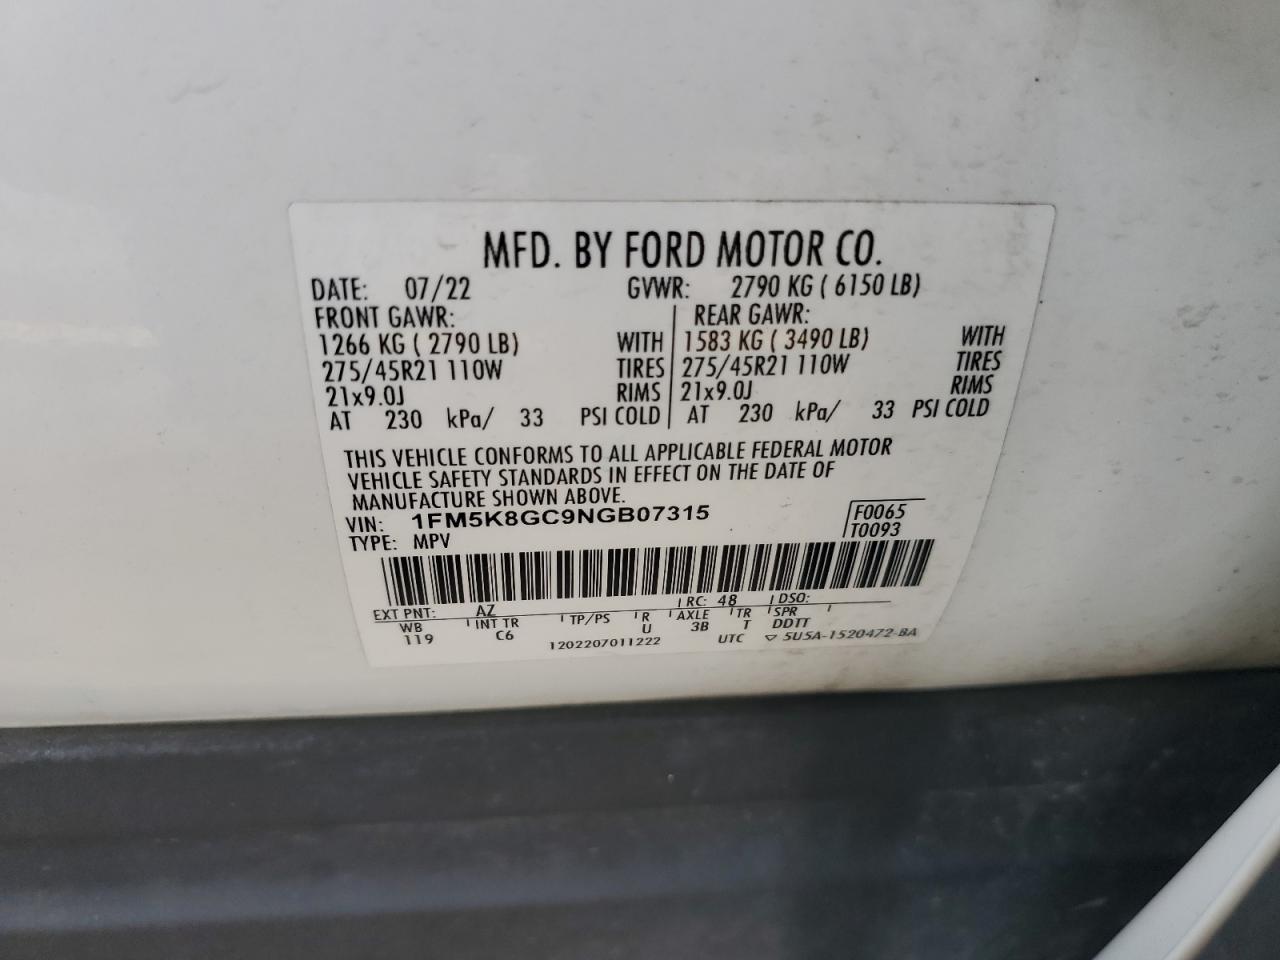 MFD. BY FORD MOTOR CO.
DATE: 07/22 GVWR: 2790 KG ( 6150 LB)
FRONT GAWR: REAR GAWR:
1266 KG ( 2790 LB) WITH 1583 KG ( 3490 LB) WITH
275/45R21 110W TIRES 275/45R21 110W TIRES
21x9.0J RIMS 21x9.0J RIMS
AT 230 kPa/ 33 PSI COLD AT 230 kPa/ 33 PSI COLD
THIS VEHICLE CONFORMS TO ALL APPLICABLE FEDERAL MOTOR
VEHICLE SAFETY STANDARDS IN EFFECT ON THE DATE OF
MANUFACTURE SHOWN ABOVE.
VIN: 1FM5K8GC9NGB07315 F0065
TYPE: MPV T0093
EXT PNT: AZ RC: 48 DSO:
WB INT TR TP/PS R AXLE TR SPR
119 C6 U 3B T DDTT
1202207011222 UTC ▽ 5U5A-1520472-BA